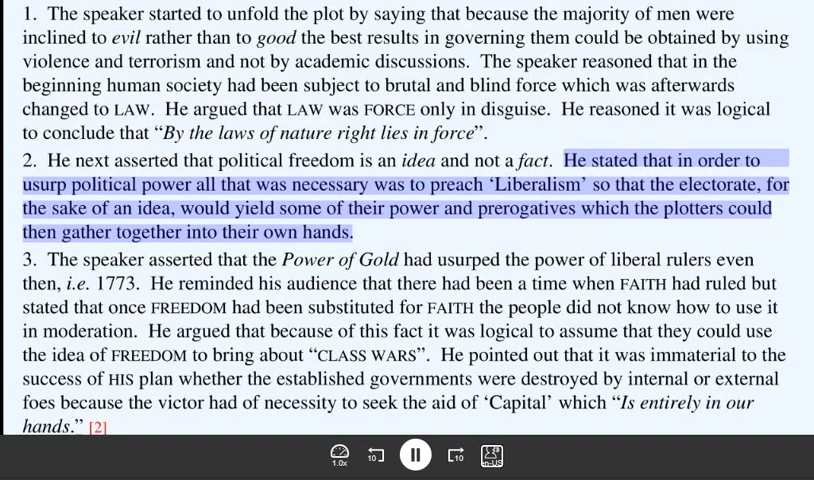 1. The speaker started to unfold the plot by saying that because the majority of men were
inclined to evil rather than to good the best results in governing them could be obtained by using
violence and terrorism and not by academic discussions. The speaker reasoned that in the
beginning human society had been subject to brutal and blind force which was afterwards
changed to LAW. He argued that LAW was FORCE only in disguise. He reasoned it was logical
to conclude that “By the laws of nature right lies in force”.
2. He next asserted that political freedom is an idea and not a fact. He stated that in order to
usurp political power all that was necessary was to preach ‘Liberalism’ so that the electorate, for
the sake of an idea, would yield some of their power and prerogatives which the plotters could
then gather together into their own hands.
3. The speaker asserted that the Power of Gold had usurped the power of liberal rulers even
then, i.e. 1773. He reminded his audience that there had been a time when FAITH had ruled but
stated that once FREEDOM had been substituted for FAITH the people did not know how to use it
in moderation. He argued that because of this fact it was logical to assume that they could use
the idea of FREEDOM to bring about “CLASS WARS”. He pointed out that it was immaterial to the
success of HIS plan whether the established governments were destroyed by internal or external
foes because the victor had of necessity to seek the aid of ‘Capital’ which “Is entirely in our
hands.” [2]
1.0x 10 10 en-US